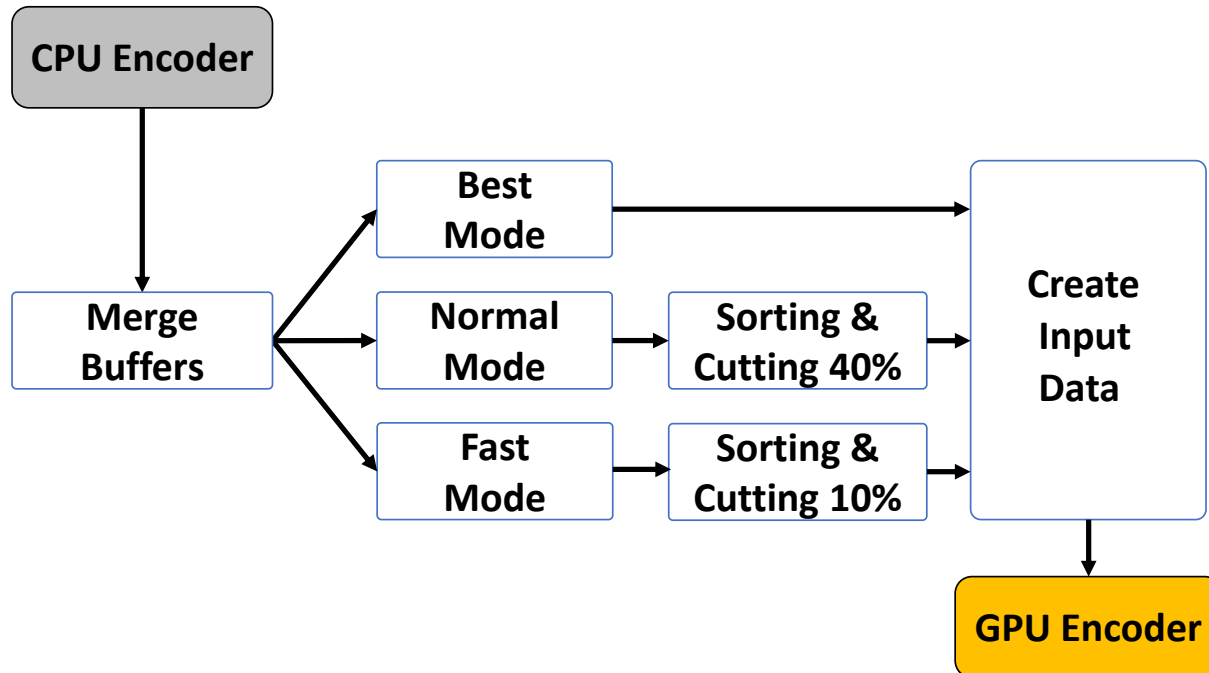 CPU Encoder
Merge
Buffers
Best
Mode
Normal
Mode
Sorting &
Cutting 40%
Fast
Mode
Sorting &
Cutting 10%
Create
Input
Data
GPU Encoder